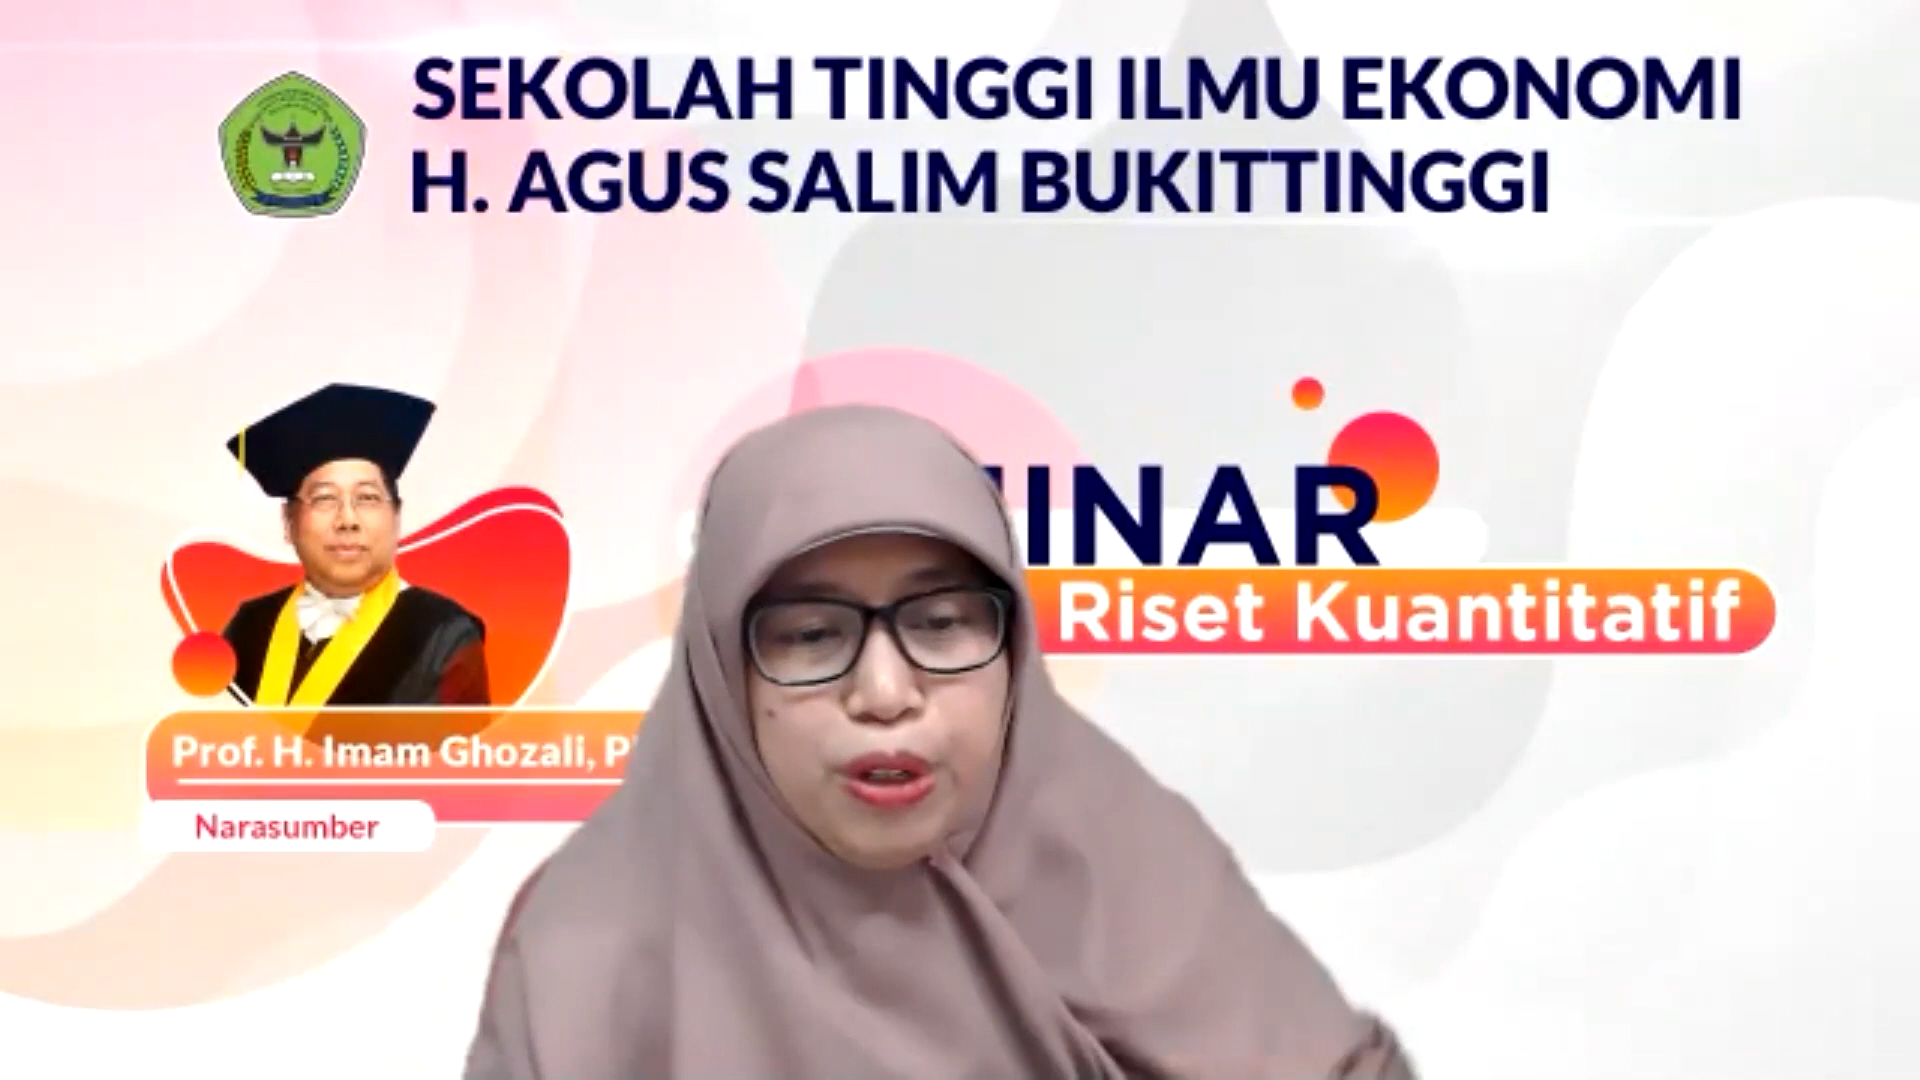 SEKOLAH TINGGI ILMU EKONOMI
H. AGUS SALIM BUKITTINGGI
INAR
Riset Kuantitatif
Prof. H. Imam Ghozali,
Narasumber